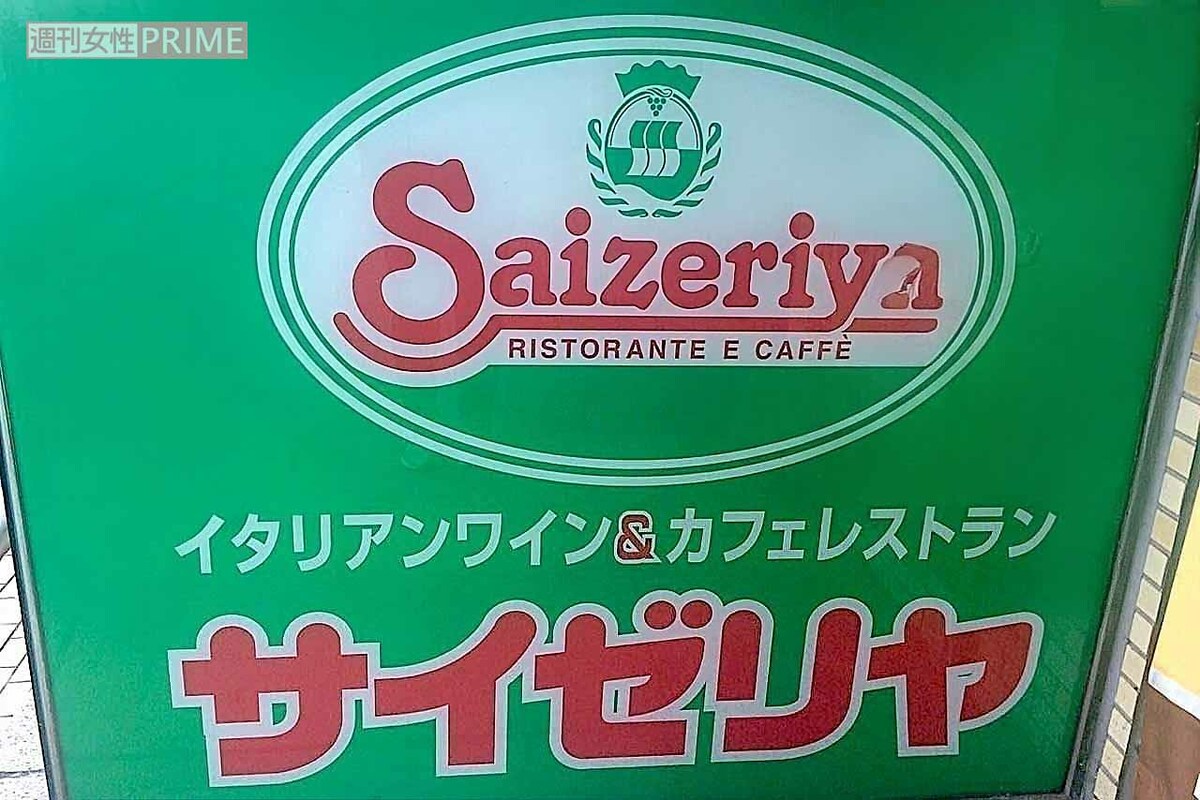 週刊女性PRIME
Saizeriya
RISTORANTE E CAFFÈ
イタリアンワイン&カフェレストラン
サイゼリヤ